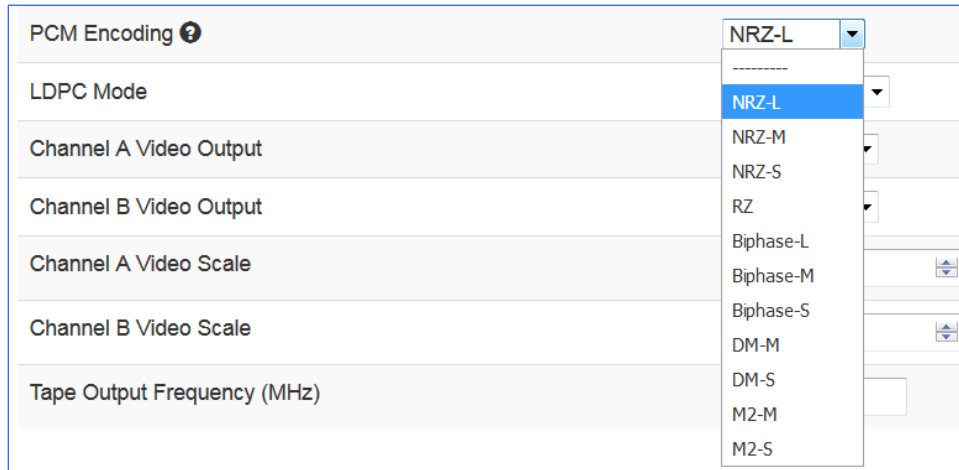 PCM Encoding ? NRZ-L
---------
LDPC Mode
NRZ-L
NRZ-M
Channel A Video Output
NRZ-S
Channel B Video Output
RZ
Biphase-L
Channel A Video Scale
Biphase-M
Biphase-S
Channel B Video Scale
DM-M
DM-S
Tape Output Frequency (MHz)
M2-M
M2-S